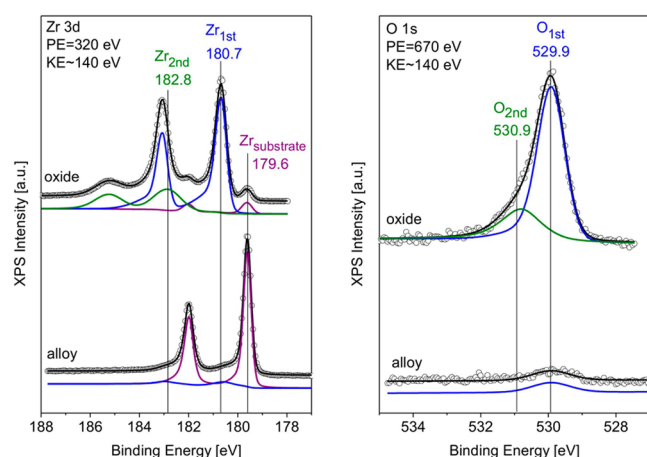 Zr 3d
PE=320 eV
KE~140 eV
Zr2nd
182.8
Zr1st
180.7
Zrsubstrate
179.6
oxide
alloy
XPS Intensity [a.u.]
188 186 184 182 180 178
Binding Energy [eV]
O 1s
PE=670 eV
KE~140 eV
O1st
529.9
O2nd
530.9
oxide
alloy
XPS Intensity [a.u.]
534 532 530 528
Binding Energy [eV]